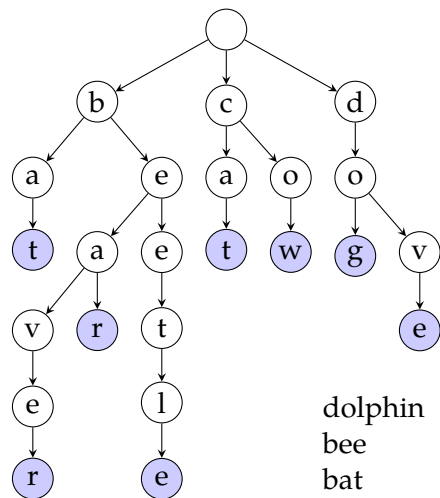 b c d
a e a o o
t a e t w g v
v r t e
e l
r e
dolphin
bee
bat